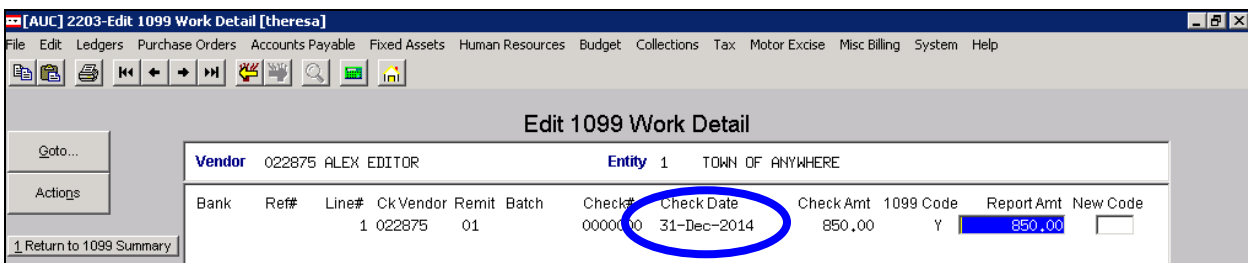 [AUC] 2203-Edit 1099 Work Detail [theresa]
File Edit Ledgers Purchase Orders Accounts Payable Fixed Assets Human Resources Budget Collections Tax Motor Excise Misc Billing System Help
Edit 1099 Work Detail
Goto...
Vendor 022875 ALEX EDITOR Entity 1 TOWN OF ANYWHERE
Actions
Bank Ref# Line# Ck Vendor Remit Batch Check# Check Date Check Amt 1099 Code Report Amt New Code
1 022875 01 0000000 31-Dec-2014 850.00 Y 850.00
1 Return to 1099 Summary